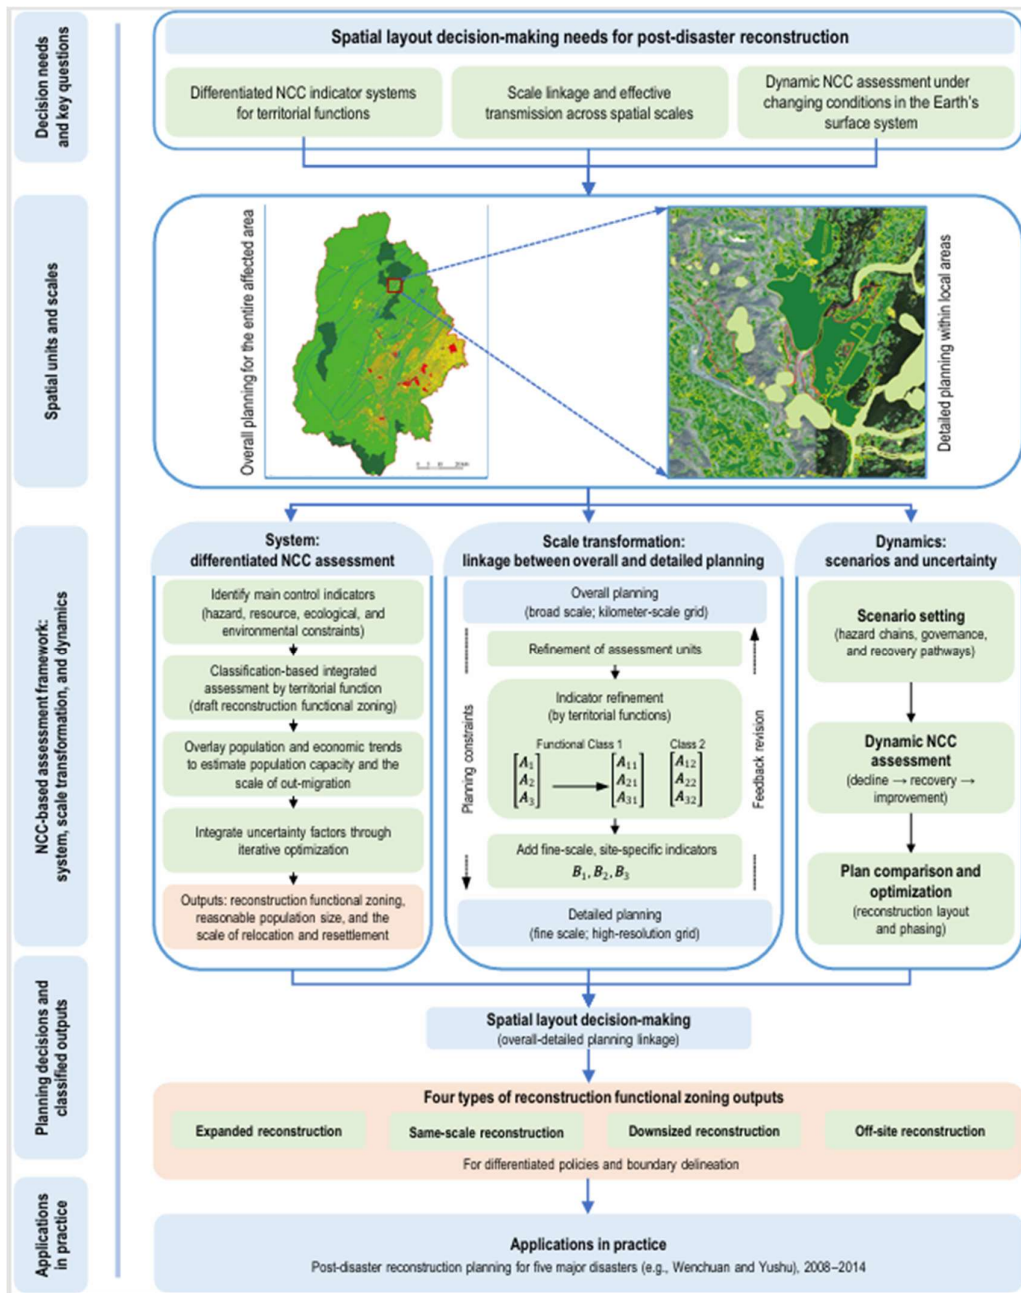 Decision needs
and key questions
Spatial layout decision-making needs for post-disaster reconstruction
Differentiated NCC indicator systems
for territorial functions
Scale linkage and effective
transmission across spatial scales
Dynamic NCC assessment under
changing conditions in the Earth's
surface system
Spatial units and scales
Overall planning for the entire affected area
Detailed planning within local areas
NCC-based assessment framework:
system, scale transformation, and dynamics
System:
differentiated NCC assessment
Identify main control indicators
(hazard, resource, ecological, and
environmental constraints)
Classification-based integrated
assessment by territorial function
(draft reconstruction functional zoning)
Overlay population and economic trends
to estimate population capacity and the
scale of out-migration
Integrate uncertainty factors through
iterative optimization
Outputs: reconstruction functional zoning,
reasonable population size, and the
scale of relocation and resettlement
Scale transformation:
linkage between overall and detailed planning
Overall planning
(broad scale; kilometer-scale grid)
Planning constraints
Refinement of assessment units
Indicator refinement
(by territorial functions)
Functional Class 1 Class 2
A₁ A₁₁ A₁₂
A₂ A₂₁ A₂₂
A₃ A₃₁ A₃₂
Add fine-scale, site-specific indicators
B₁, B₂, B₃
Feedback revision
Detailed planning
(fine scale; high-resolution grid)
Dynamics:
scenarios and uncertainty
Scenario setting
(hazard chains, governance,
and recovery pathways)
Dynamic NCC
assessment
(decline → recovery →
improvement)
Plan comparison and
optimization
(reconstruction layout
and phasing)
Planning decisions and
classified outputs
Spatial layout decision-making
(overall-detailed planning linkage)
Four types of reconstruction functional zoning outputs
Expanded reconstruction
Same-scale reconstruction
Downsized reconstruction
Off-site reconstruction
For differentiated policies and boundary delineation
Applications
in practice
Applications in practice
Post-disaster reconstruction planning for five major disasters (e.g., Wenchuan and Yushu), 2008–2014